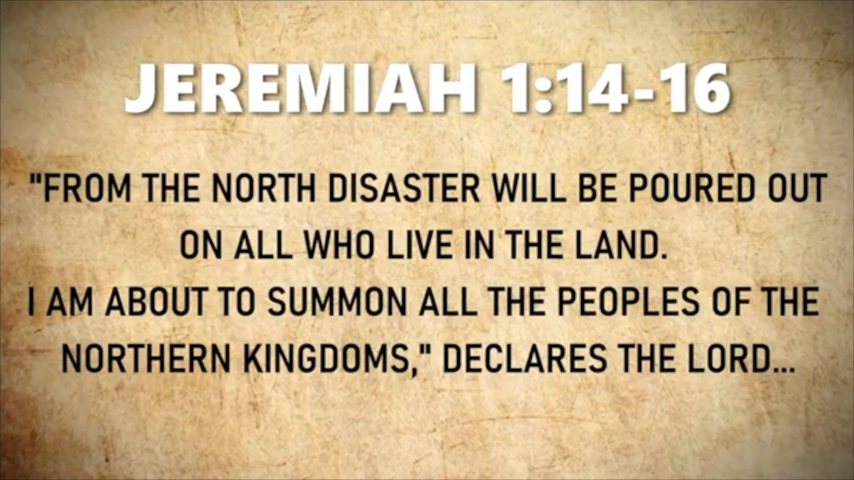 JEREMIAH 1:14-16
"FROM THE NORTH DISASTER WILL BE POURED OUT
ON ALL WHO LIVE IN THE LAND.
I AM ABOUT TO SUMMON ALL THE PEOPLES OF THE
NORTHERN KINGDOMS," DECLARES THE LORD...